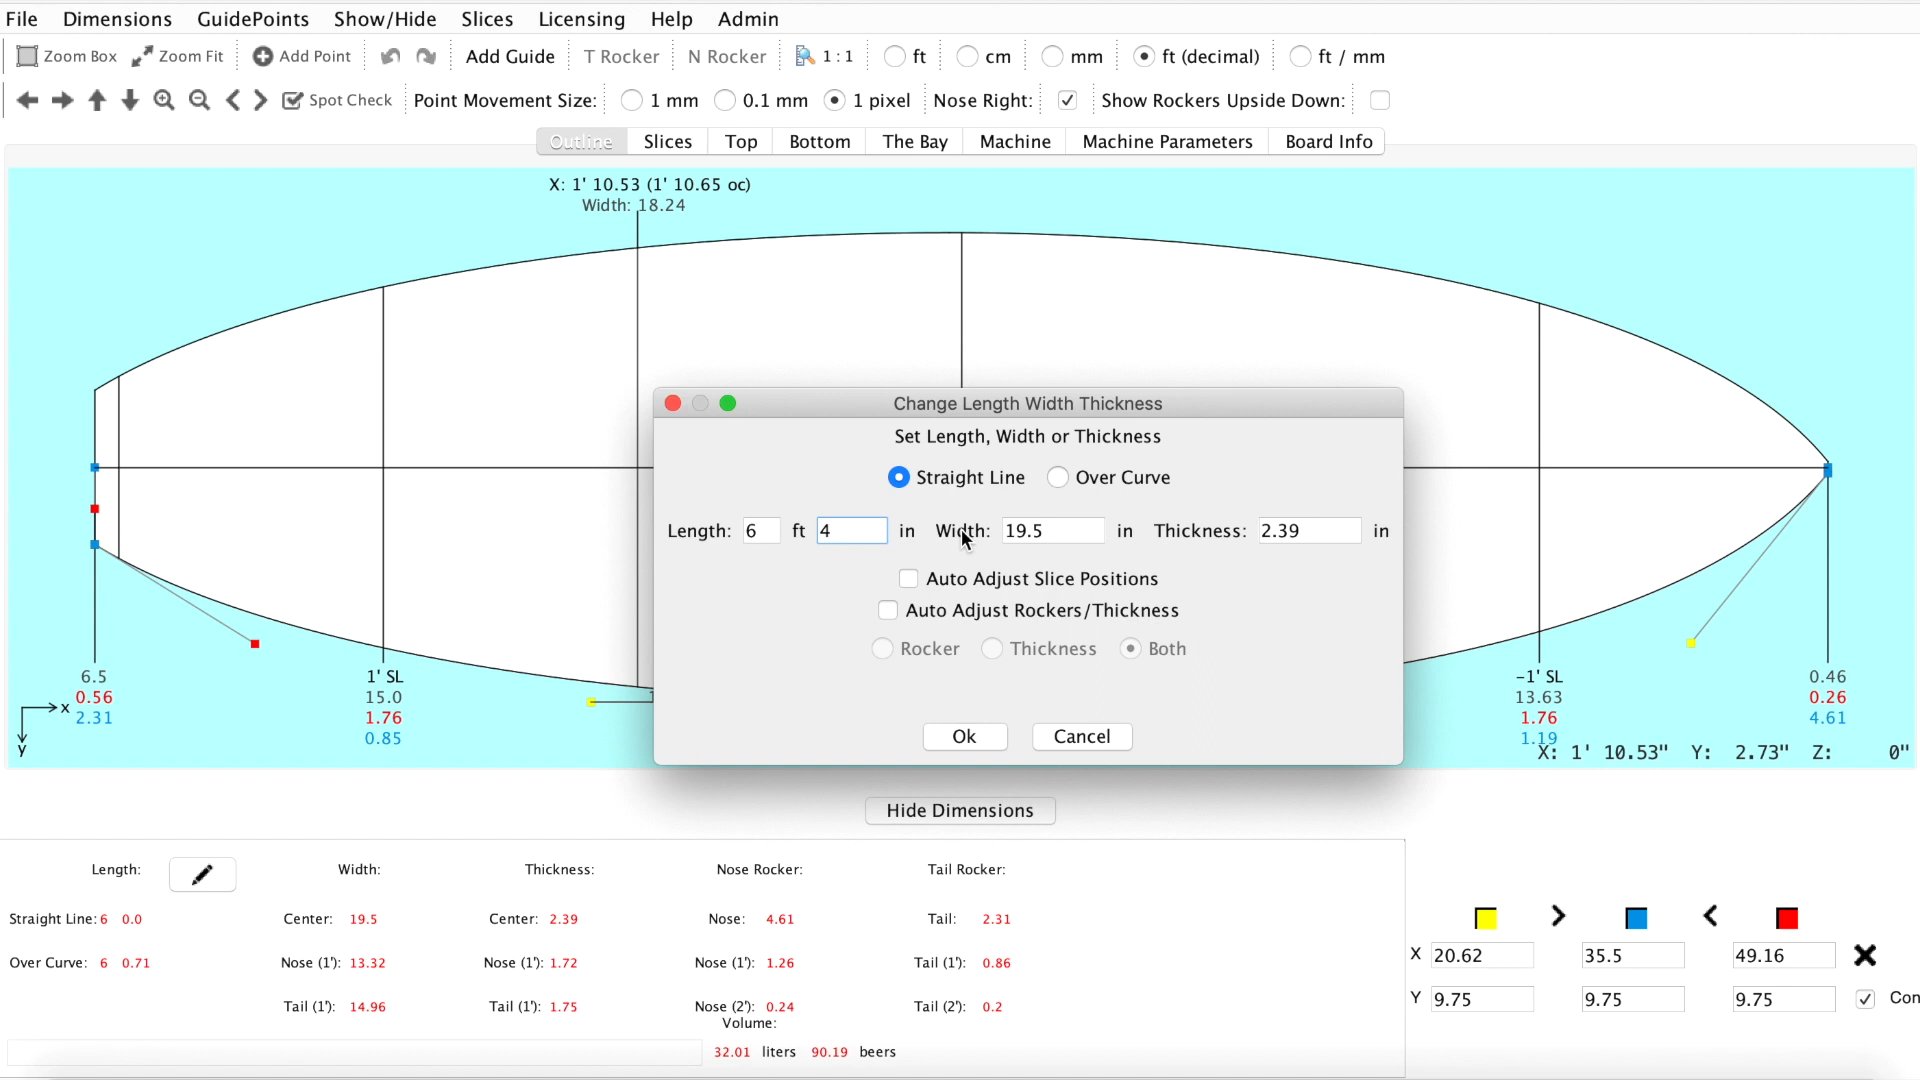 File Dimensions GuidePoints Show/Hide Slices Licensing Help Admin
Zoom Box Zoom Fit Add Point Add Guide T Rocker N Rocker 1 : 1 ft cm mm ft (decimal) ft / mm
Spot Check Point Movement Size: 1 mm 0.1 mm 1 pixel Nose Right: Show Rockers Upside Down:
Outline Slices Top Bottom The Bay Machine Machine Parameters Board Info
X: 1' 10.53 (1' 10.65 oc)
Width: 18.24
Change Length Width Thickness
Set Length, Width or Thickness
Straight Line Over Curve
Length: 6 ft 4 in Width: 19.5 in Thickness: 2.39 in
Auto Adjust Slice Positions
Auto Adjust Rockers/Thickness
Rocker Thickness Both
Ok Cancel
6.5 1' SL -1' SL 0.46
0.56 15.0 13.63 0.26
x 2.31 1.76 1.76 4.61
y 0.85 1.19
X: 1' 10.53" Y: 2.73" Z: 0"
Hide Dimensions
Length: Width: Thickness: Nose Rocker: Tail Rocker:
Straight Line: 6 0.0 Center: 19.5 Center: 2.39 Nose: 4.61 Tail: 2.31
Over Curve: 6 0.71 Nose (1'): 13.32 Nose (1'): 1.72 Nose (1'): 1.26 Tail (1'): 0.86
Tail (1'): 14.96 Tail (1'): 1.75 Nose (2'): 0.24 Tail (2'): 0.2
Volume:
32.01 liters 90.19 beers
X 20.62 35.5 49.16
Y 9.75 9.75 9.75 Con